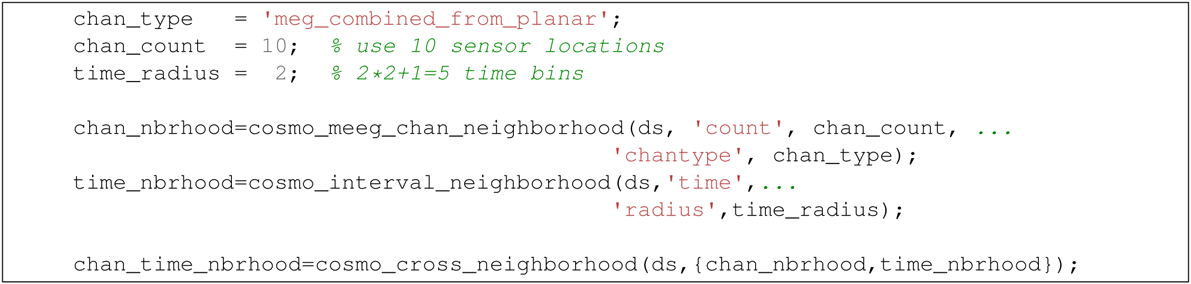 chan_type   = 'meg_combined_from_planar';
chan_count  = 10;  % use 10 sensor locations
time_radius =  2;  % 2*2+1=5 time bins

chan_nbrhood=cosmo_meeg_chan_neighborhood(ds, 'count', chan_count, ...
                                          'chantype', chan_type);
time_nbrhood=cosmo_interval_neighborhood(ds,'time',...
                                          'radius',time_radius);

chan_time_nbrhood=cosmo_cross_neighborhood(ds,{chan_nbrhood,time_nbrhood});